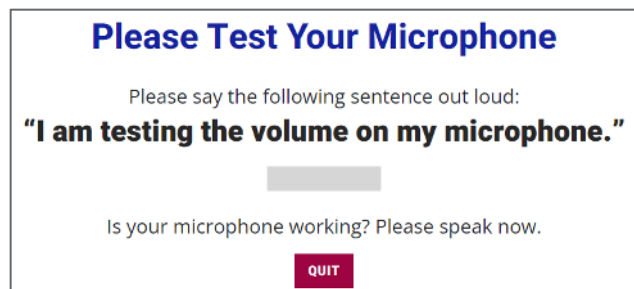 Please Test Your Microphone
Please say the following sentence out loud:
“I am testing the volume on my microphone.”
Is your microphone working? Please speak now.
QUIT